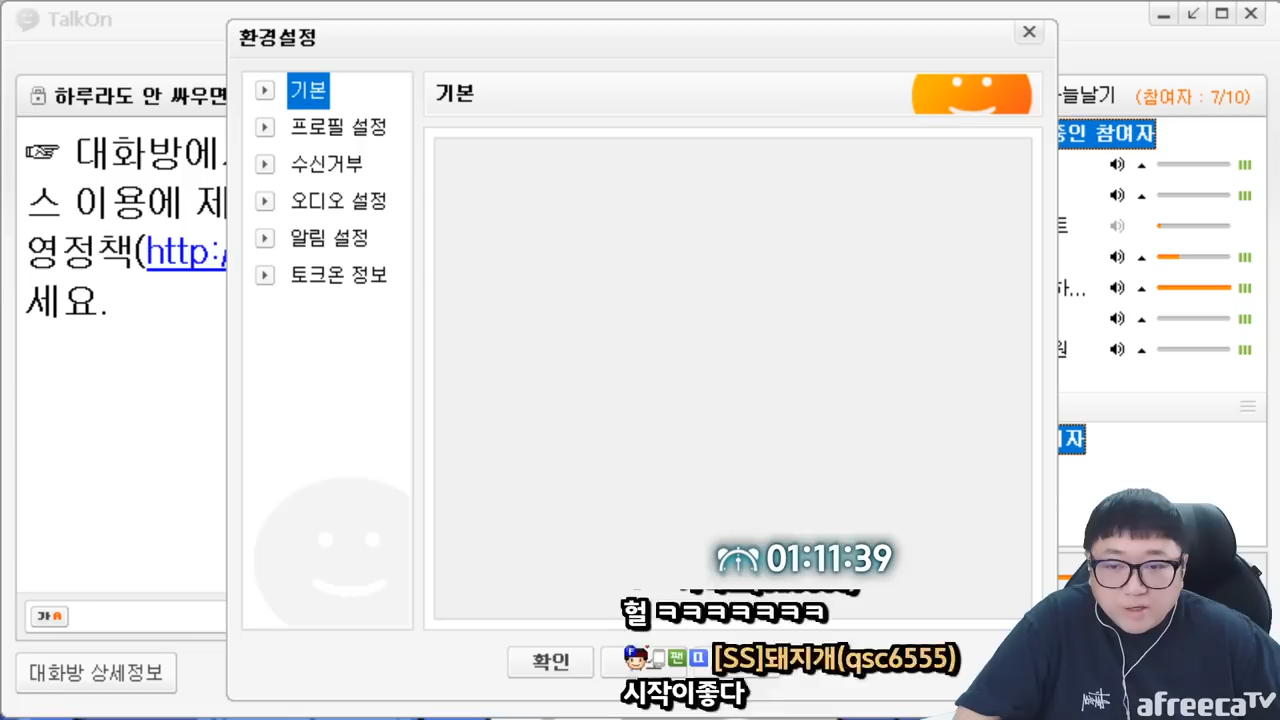 TalkOn
환경설정
하루라도 안 싸우면
대화방에
스 이용에 제
영정책(http:/
세요.
가
대화방 상세정보
기본
프로필 설정
수신거부
오디오 설정
알림 설정
토크온 정보
기본
확인
늘날기 (참여자 : 7/10)
중인 참여자
트
하...
원
자
01:11:39
헐 ㅋㅋㅋㅋㅋㅋㅋ
F 팬 [SS]돼지개(qsc6555)
시작이좋다
afreecaTV